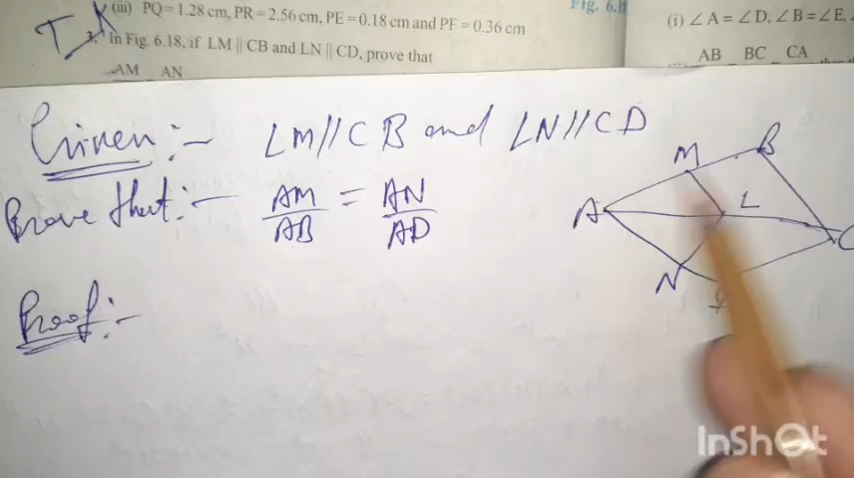 (iii) PQ = 1.28 cm, PR = 2.56 cm, PE = 0.18 cm and PF = 0.36 cm
Fig. 6.1
(i) ∠A = ∠D, ∠B = ∠E,
T K
3. In Fig. 6.18, if LM || CB and LN || CD, prove that
AM AN
AB BC CA
Given :- LM//CB and LN//CD
Prove that :- AM/AB = AN/AD
Proof :-
M B
A L C
N
InShOt